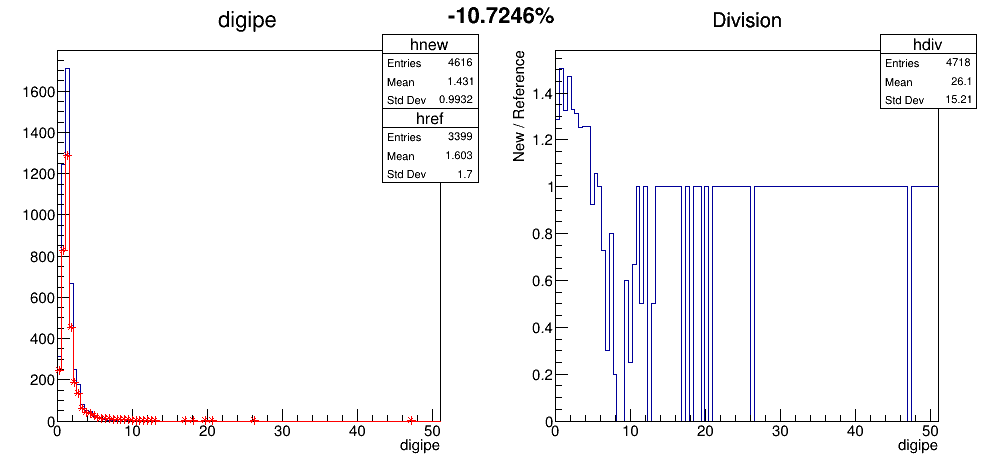 -10.7246%
digipe
hnew
Entries 4616
Mean 1.431
Std Dev 0.9932
href
Entries 3399
Mean 1.603
Std Dev 1.7
1600
1400
1200
1000
800
600
400
200
0
0 10 20 30 40 50
digipe
Division
hdiv
Entries 4718
Mean 26.1
Std Dev 15.21
New / Reference
1.4
1.2
1
0.8
0.6
0.4
0.2
0
0 10 20 30 40 50
digipe